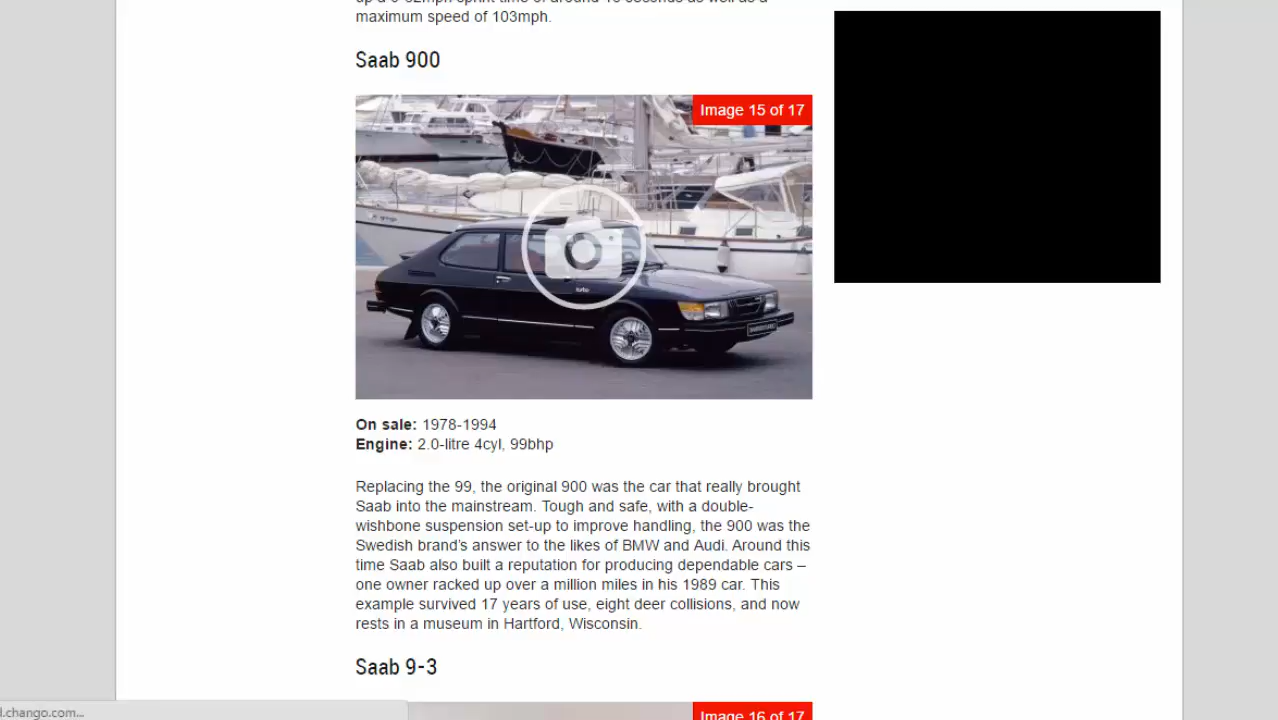 maximum speed of 103mph.
Saab 900
Image 15 of 17
turbo
On sale: 1978-1994
Engine: 2.0-litre 4cyl, 99bhp
Replacing the 99, the original 900 was the car that really brought
Saab into the mainstream. Tough and safe, with a double-
wishbone suspension set-up to improve handling, the 900 was the
Swedish brand's answer to the likes of BMW and Audi. Around this
time Saab also built a reputation for producing dependable cars –
one owner racked up over a million miles in his 1989 car. This
example survived 17 years of use, eight deer collisions, and now
rests in a museum in Hartford, Wisconsin.
Saab 9-3
Image 16 of 17
.chango.com...